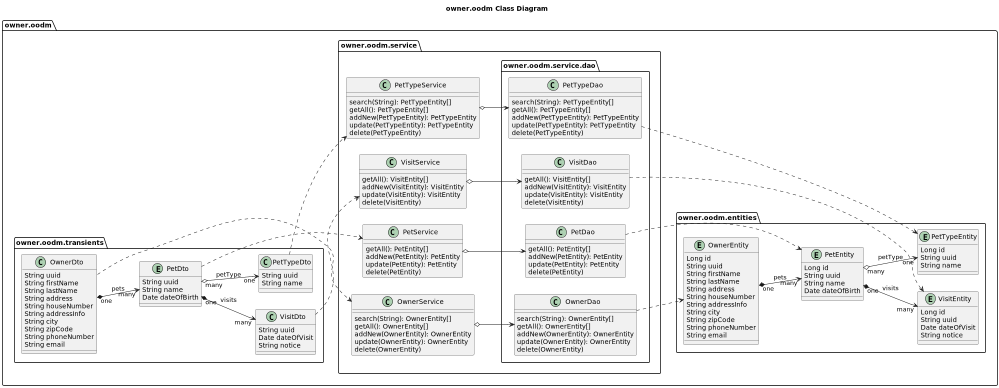 owner.oodm Class Diagram
owner.oodm
owner.oodm.service
owner.oodm.service.dao
C PetTypeService
search(String): PetTypeEntity[]
getAll(): PetTypeEntity[]
addNew(PetTypeEntity): PetTypeEntity
update(PetTypeEntity): PetTypeEntity
delete(PetTypeEntity)
C PetTypeDao
search(String): PetTypeEntity[]
getAll(): PetTypeEntity[]
addNew(PetTypeEntity): PetTypeEntity
update(PetTypeEntity): PetTypeEntity
delete(PetTypeEntity)
C VisitService
getAll(): VisitEntity[]
addNew(VisitEntity): VisitEntity
update(VisitEntity): VisitEntity
delete(VisitEntity)
C VisitDao
getAll(): VisitEntity[]
addNew(VisitEntity): VisitEntity
update(VisitEntity): VisitEntity
delete(VisitEntity)
C PetService
getAll(): PetEntity[]
addNew(PetEntity): PetEntity
update(PetEntity): PetEntity
delete(PetEntity)
C PetDao
getAll(): PetEntity[]
addNew(PetEntity): PetEntity
update(PetEntity): PetEntity
delete(PetEntity)
C OwnerService
search(String): OwnerEntity[]
getAll(): OwnerEntity[]
addNew(OwnerEntity): OwnerEntity
update(OwnerEntity): OwnerEntity
delete(OwnerEntity)
C OwnerDao
search(String): OwnerEntity[]
getAll(): OwnerEntity[]
addNew(OwnerEntity): OwnerEntity
update(OwnerEntity): OwnerEntity
delete(OwnerEntity)
owner.oodm.transients
C OwnerDto
String uuid
String firstName
String lastName
String address
String houseNumber
String addressInfo
String city
String zipCode
String phoneNumber
String email
pets
one
many
E PetDto
String uuid
String name
Date dateOfBirth
petType
many
one
visits
one
many
C PetTypeDto
String uuid
String name
C VisitDto
String uuid
Date dateOfVisit
String notice
owner.oodm.entities
E OwnerEntity
Long id
String uuid
String firstName
String lastName
String address
String houseNumber
String addressInfo
String city
String zipCode
String phoneNumber
String email
pets
one
many
E PetEntity
Long id
String uuid
String name
Date dateOfBirth
petType
many
one
visits
one
many
E PetTypeEntity
Long id
String uuid
String name
E VisitEntity
Long id
String uuid
Date dateOfVisit
String notice